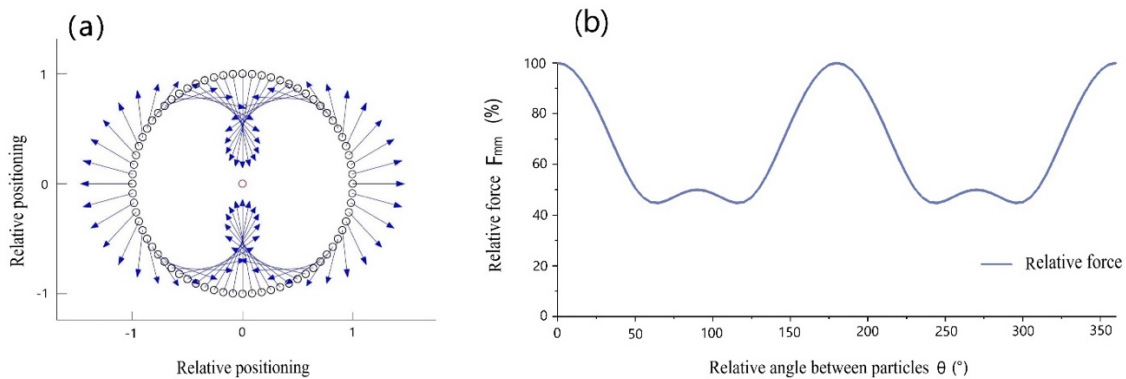 (a)
Relative positioning
1
0
-1
-1 0 1
Relative positioning
(b)
Relative force Fmm (%)
100
80
60
40
20
0
0 50 100 150 200 250 300 350
Relative force
Relative angle between particles θ (°)